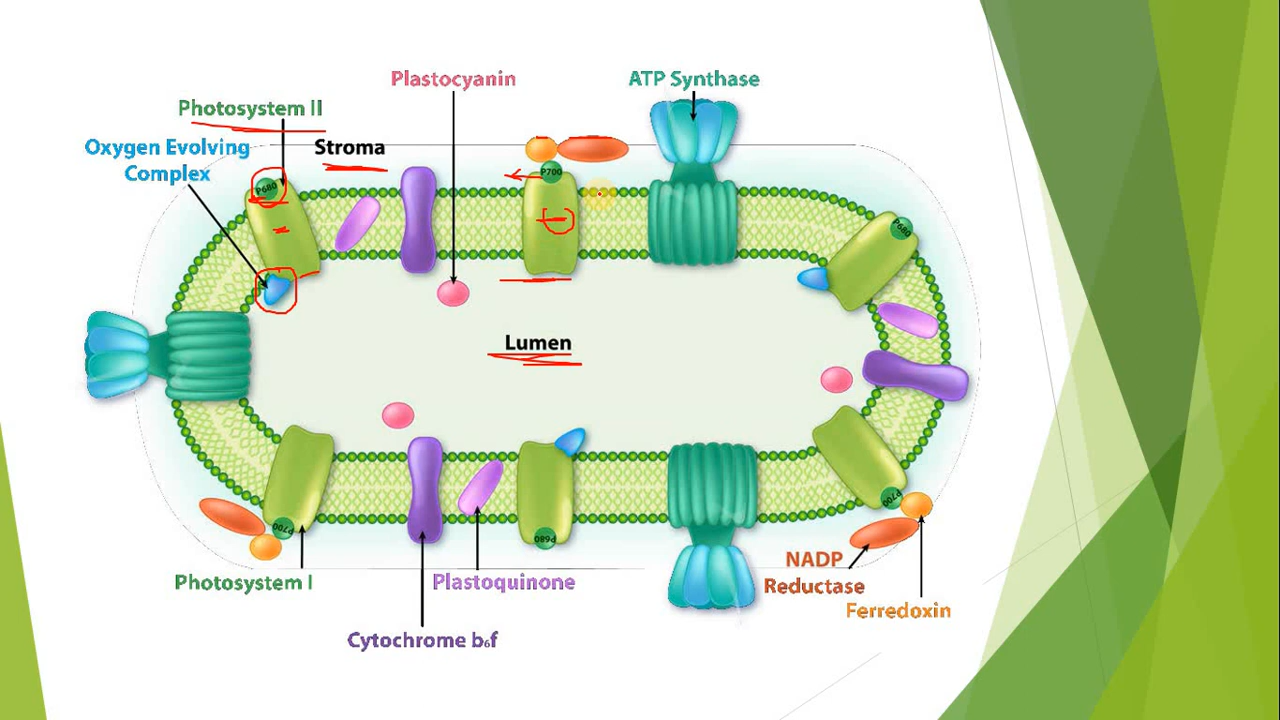 Plastocyanin
ATP Synthase
Photosystem II
Oxygen Evolving
Complex
Stroma
P680
P700
P680
Lumen
P700
P680
P700
Photosystem I
Plastoquinone
NADP
Reductase
Ferredoxin
Cytochrome b₆f